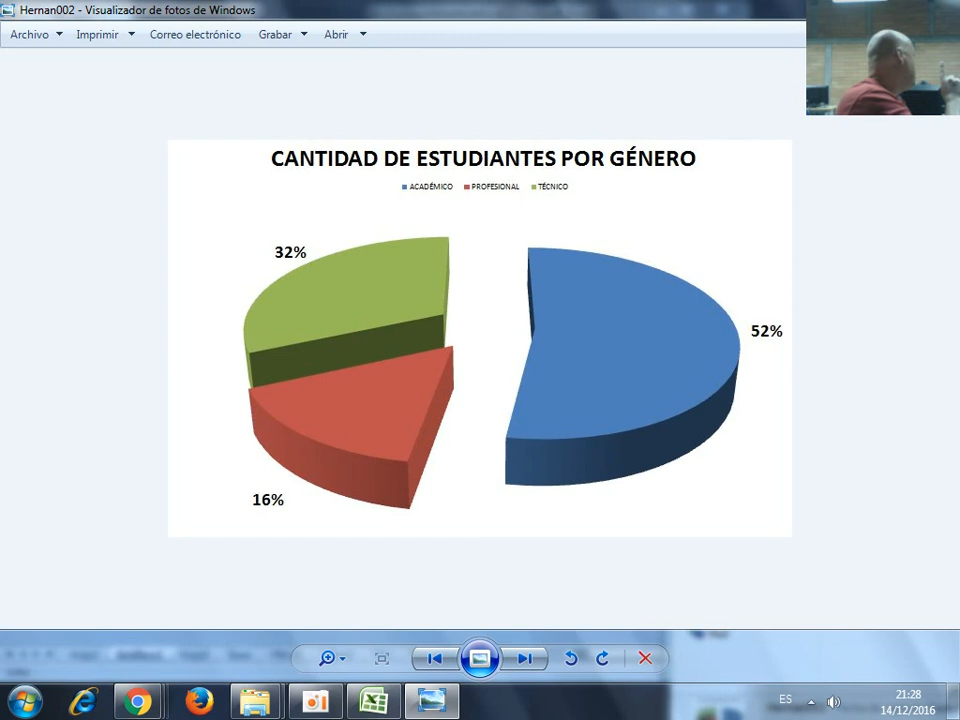 Hernan002 - Visualizador de fotos de Windows
Archivo Imprimir Correo electrónico Grabar Abrir
CANTIDAD DE ESTUDIANTES POR GÉNERO
ACADÉMICO PROFESIONAL TÉCNICO
32%
52%
16%
ES
21:28
14/12/2016